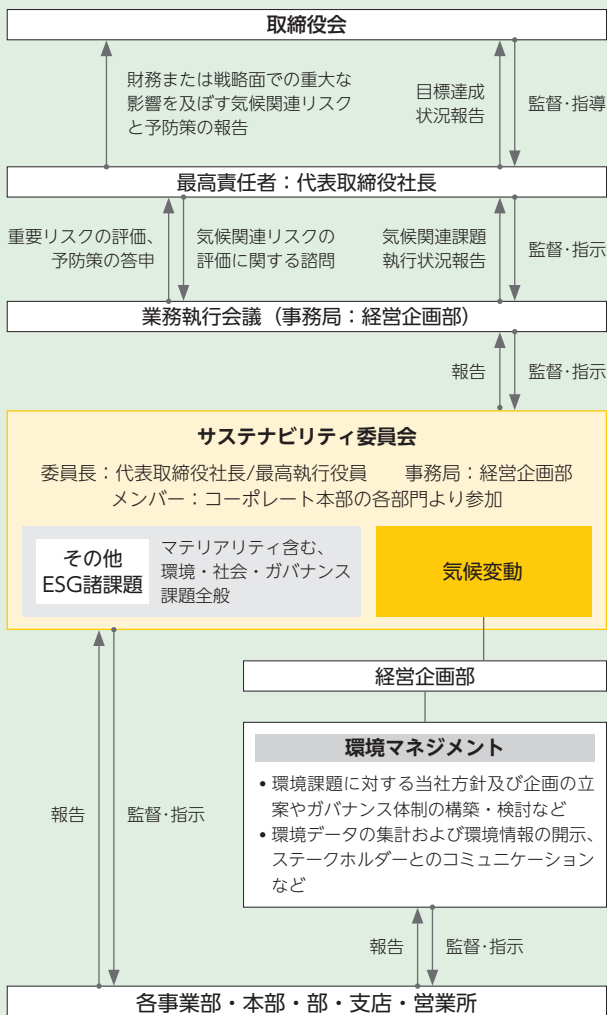 取締役会
財務または戦略面での重大な
影響を及ぼす気候関連リスク
と予防策の報告
目標達成
状況報告
監督・指導
最高責任者：代表取締役社長
重要リスクの評価、
予防策の答申
気候関連リスクの
評価に関する諮問
気候関連課題
執行状況報告
監督・指示
業務執行会議（事務局：経営企画部）
報告
監督・指示
サステナビリティ委員会
委員長：代表取締役社長/最高執行役員　事務局：経営企画部
メンバー：コーポレート本部の各部門より参加
その他
ESG諸課題
マテリアリティ含む、
環境・社会・ガバナンス
課題全般
気候変動
経営企画部
環境マネジメント
• 環境課題に対する当社方針及び企画の立
案やガバナンス体制の構築・検討など
• 環境データの集計および環境情報の開示、
ステークホルダーとのコミュニケーション
など
報告
監督・指示
報告
監督・指示
各事業部・本部・部・支店・営業所